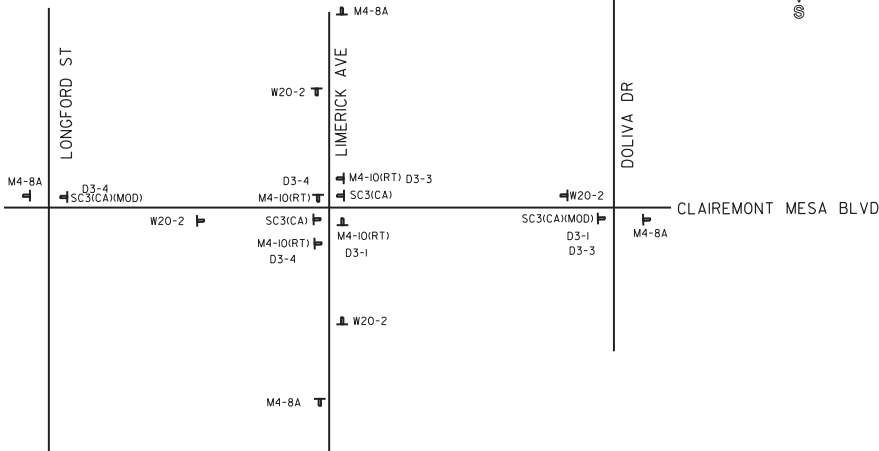 M4-8A
S
LONGFORD ST
LIMERICK AVE
W20-2
DOLIVA DR
M4-8A
D3-4
SC3(CA)(MOD)
D3-4
M4-10(RT)
M4-10(RT) D3-3
SC3(CA)
W20-2
CLAIREMONT MESA BLVD
W20-2
SC3(CA)
M4-10(RT)
D3-4
M4-10(RT)
D3-1
SC3(CA)(MOD)
D3-1
D3-3
M4-8A
W20-2
M4-8A